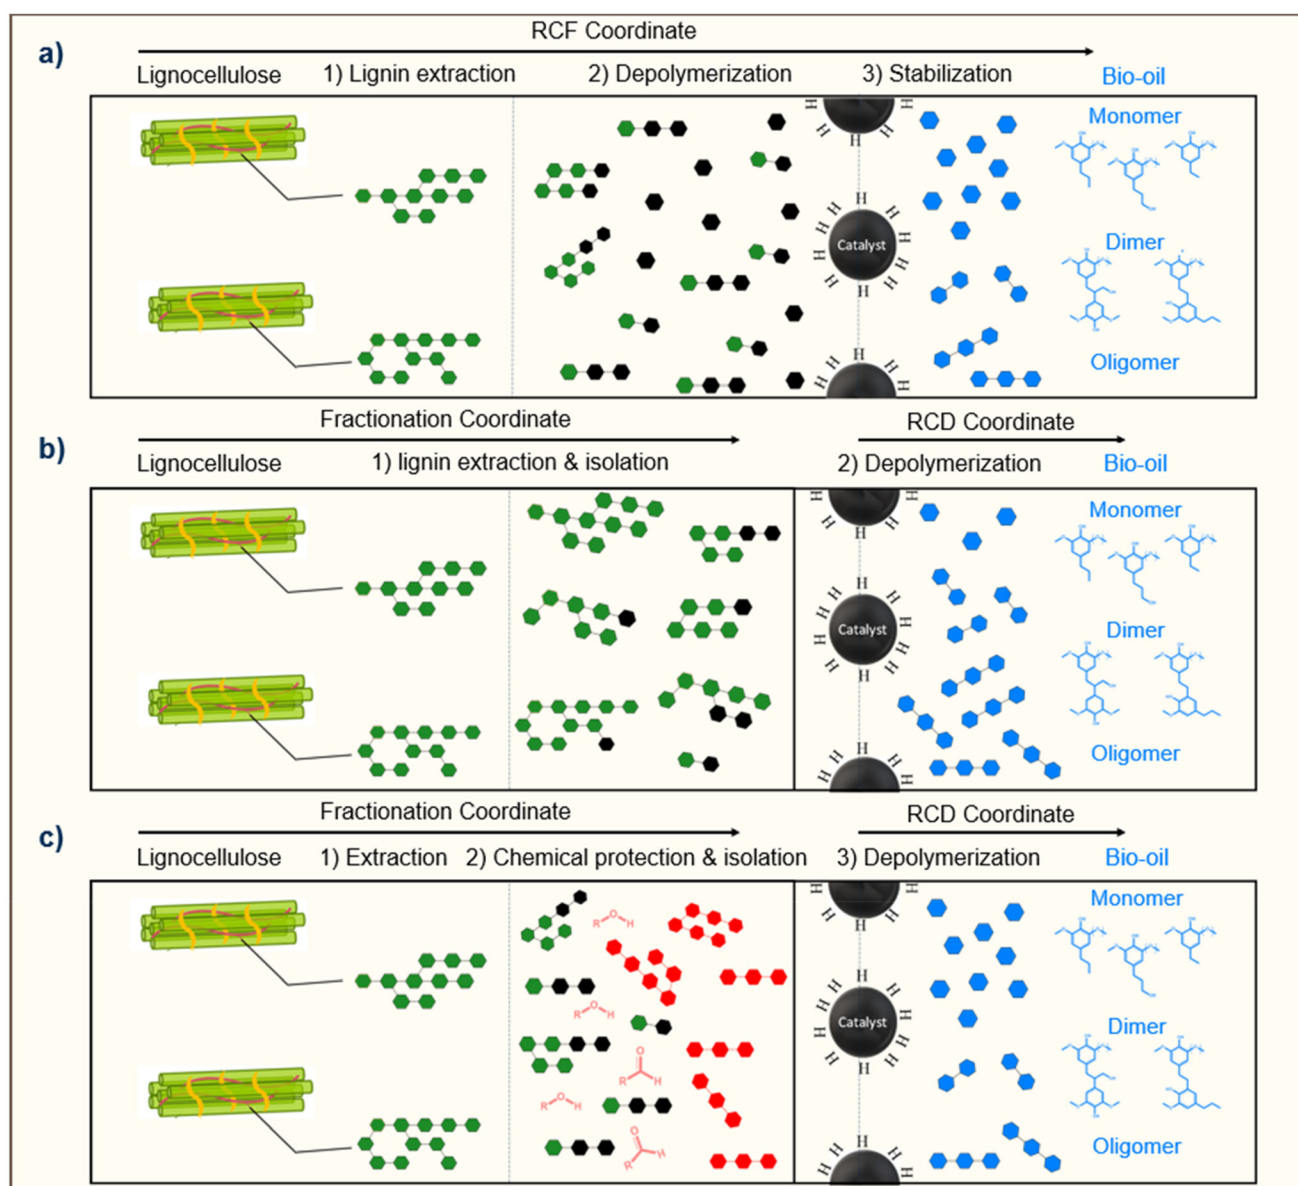 RCF Coordinate
a)
Lignocellulose 1) Lignin extraction 2) Depolymerization 3) Stabilization Bio-oil
Monomer
H
H
H
H
H
Catalyst
Dimer
Oligomer
Fractionation Coordinate RCD Coordinate
b)
Lignocellulose 1) lignin extraction & isolation 2) Depolymerization Bio-oil
Monomer
H
H
H
H
H
Catalyst
Dimer
Oligomer
Fractionation Coordinate RCD Coordinate
c)
Lignocellulose 1) Extraction 2) Chemical protection & isolation 3) Depolymerization Bio-oil
Monomer
R O H
R O H
O
R H
R O H
O
R H
H
H
H
H
H
Catalyst
Dimer
Oligomer